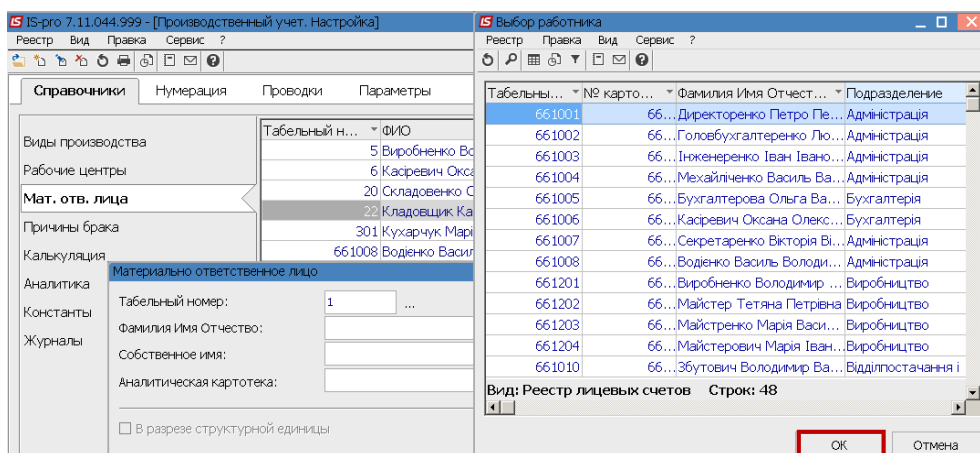 IS-pro 7.11.044.999 - [Производственный учет. Настройка]
Реестр Вид Правка Сервис ?
Справочники Нумерация Проводки Параметры
Виды производства
Рабочие центры
Мат. отв. лица
Причины брака
Калькуляция
Аналитика
Константы
Журналы
Табельный н... ФИО
5 Виробненко Во
6 Касіревич Окса
20 Складовенко О
22 Кладовщик Ка
301 Кухарчук Марі
661008 Водієнко Васил
Материально ответственное лицо
Табельный номер: 1 ...
Фамилия Имя Отчество:
Собственное имя:
Аналитическая картотека:
В разрезе структурной единицы
Выбор работника
Реестр Правка Вид Сервис ?
Табельны... № карто... Фамилия Имя Отчест... Подразделение
661001 66... Директоренко Петро Пе... Адміністрація
661002 66... Головбухгалтеренко Лю... Адміністрація
661003 66... Інженеренко Іван Івано... Адміністрація
661004 66... Мехайліченко Василь Ва... Адміністрація
661005 66... Бухгалтерова Ольга Ва... Бухгалтерія
661006 66... Касіревич Оксана Олекс... Бухгалтерія
661007 66... Секретаренко Вікторія Ві... Адміністрація
661008 66... Водієнко Василь Володи... Адміністрація
661201 66... Виробненко Володимир ... Виробництво
661202 66... Майстер Тетяна Петрівна Виробництво
661203 66... Майстренко Марія Васи... Виробництво
661204 66... Майстерович Марія Іван... Виробництво
661010 66... Збутович Володимир Ва... Відділпостачання і
Вид: Реестр лицевых счетов Строк: 48
ОК Отмена